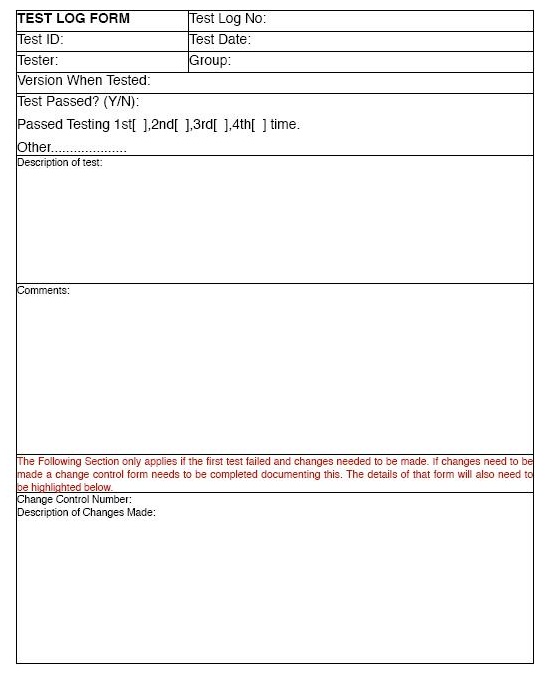 TEST LOG FORM Test Log No:
Test ID: Test Date:
Tester: Group:
Version When Tested:
Test Passed? (Y/N):
Passed Testing 1st[ ],2nd[ ],3rd[ ],4th[ ] time.
Other....................
Description of test:
Comments:
The Following Section only applies if the first test failed and changes needed to be made. If changes need to be
made a change control form needs to be completed documenting this. The details of that form will also need to
be highlighted below.
Change Control Number:
Description of Changes Made: